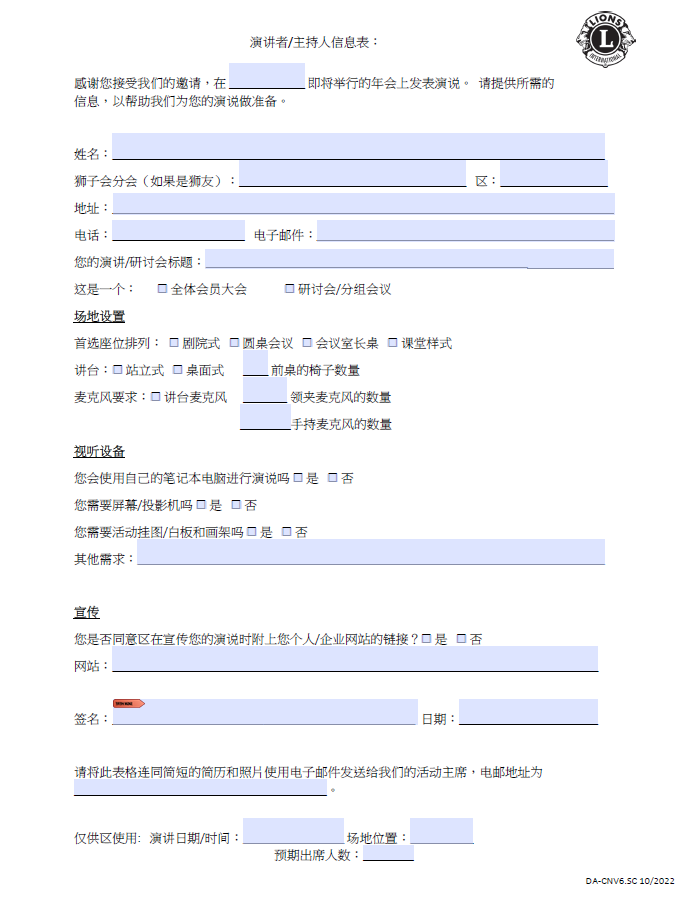 LIONS
L
INTERNATIONAL
演讲者/主持人信息表：
感谢您接受我们的邀请，在 即将举行的年会上发表演说。 请提供所需的
信息，以帮助我们为您的演说做准备。
姓名：
狮子会分会（如果是狮友）： 区：
地址：
电话： 电子邮件：
您的演讲/研讨会标题：
这是一个： 全体会员大会 研讨会/分组会议
场地设置
首选座位排列： 剧院式 圆桌会议 会议室长桌 课堂样式
讲台： 站立式 桌面式 前桌的椅子数量
麦克风要求： 讲台麦克风 领夹麦克风的数量
手持麦克风的数量
视听设备
您会使用自己的笔记本电脑进行演说吗 是 否
您需要屏幕/投影机吗 是 否
您需要活动挂图/白板和画架吗 是 否
其他需求：
宣传
您是否同意区在宣传您的演说时附上您个人/企业网站的链接？ 是 否
网站：
签名： 日期：
请将此表格连同简短的简历和照片使用电子邮件发送给我们的活动主席，电邮地址为
。
仅供区使用: 演讲日期/时间： 场地位置：
预期出席人数：
DA-CNV6.SC 10/2022